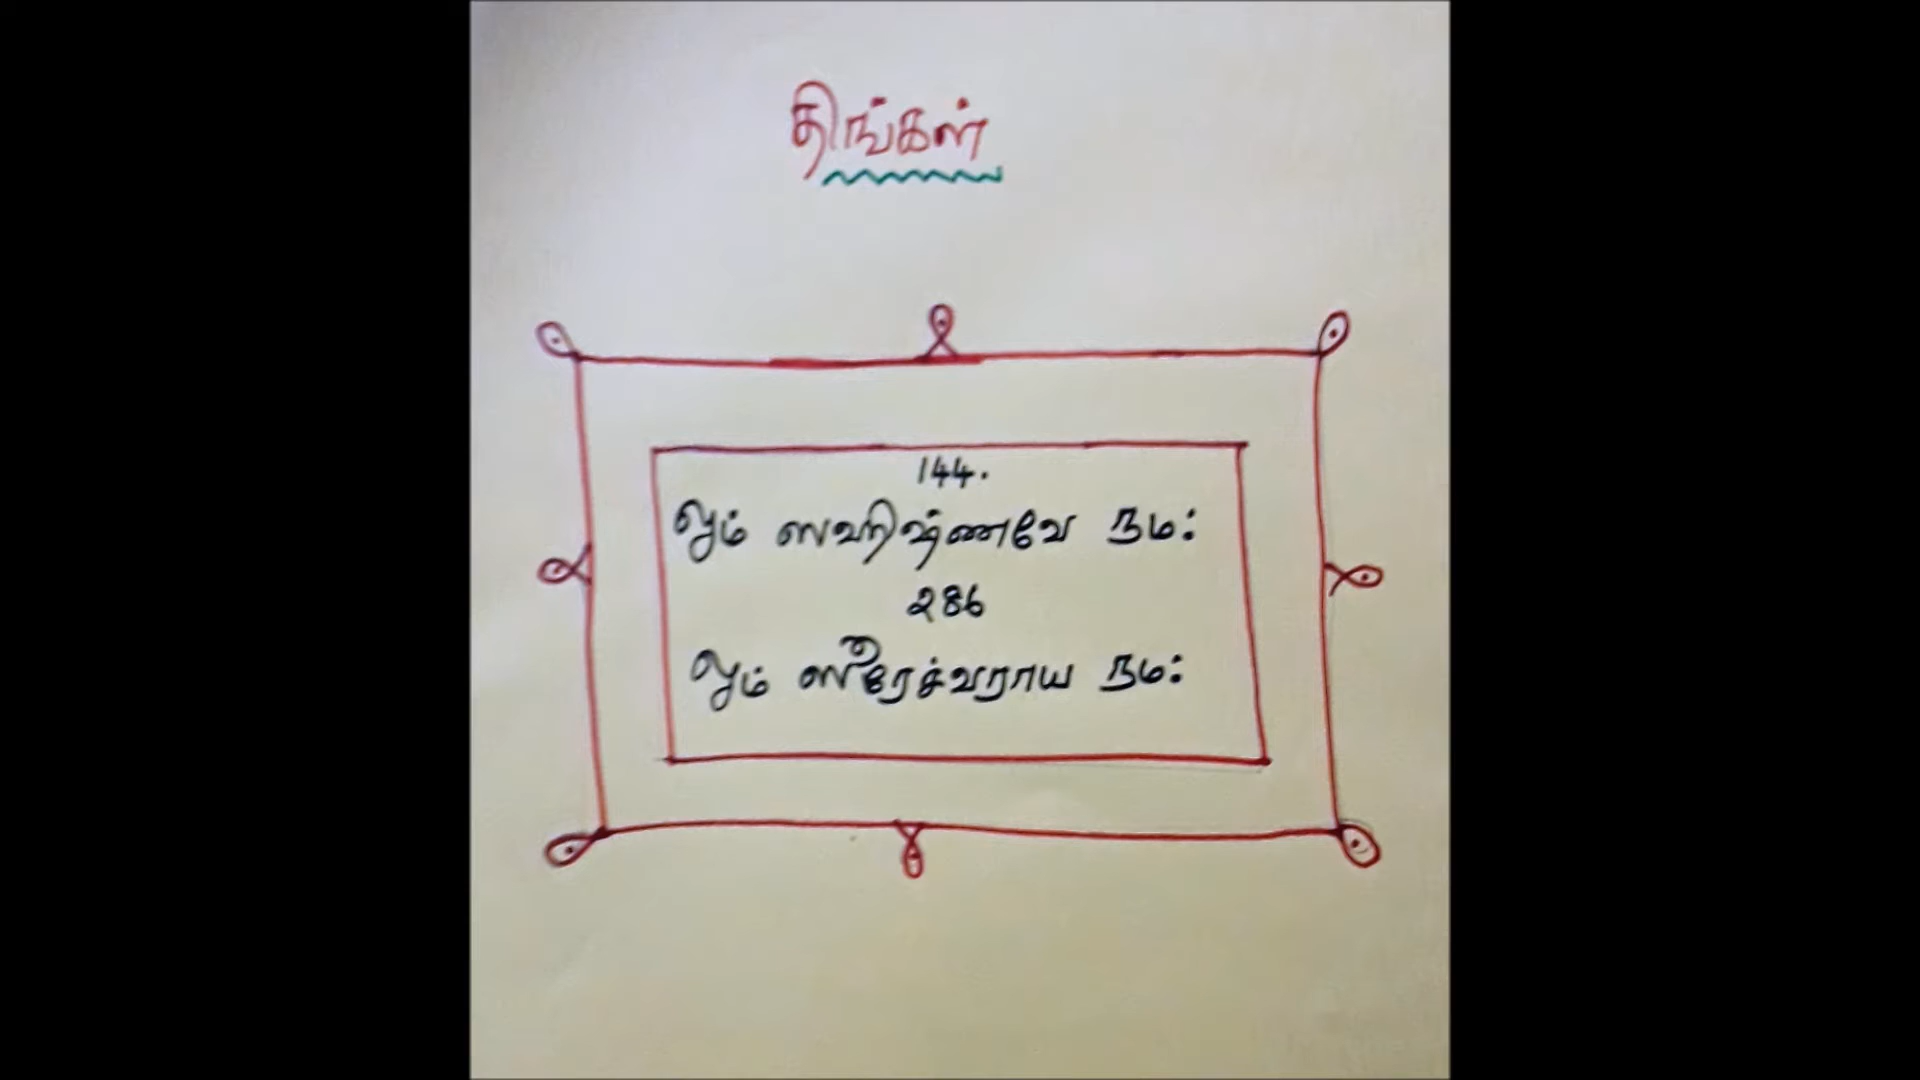 திங்கள்
144.
ஓம் ஸஹிஷ்ணவே நம:
286
ஓம் ஸுரேச்வராய நம: